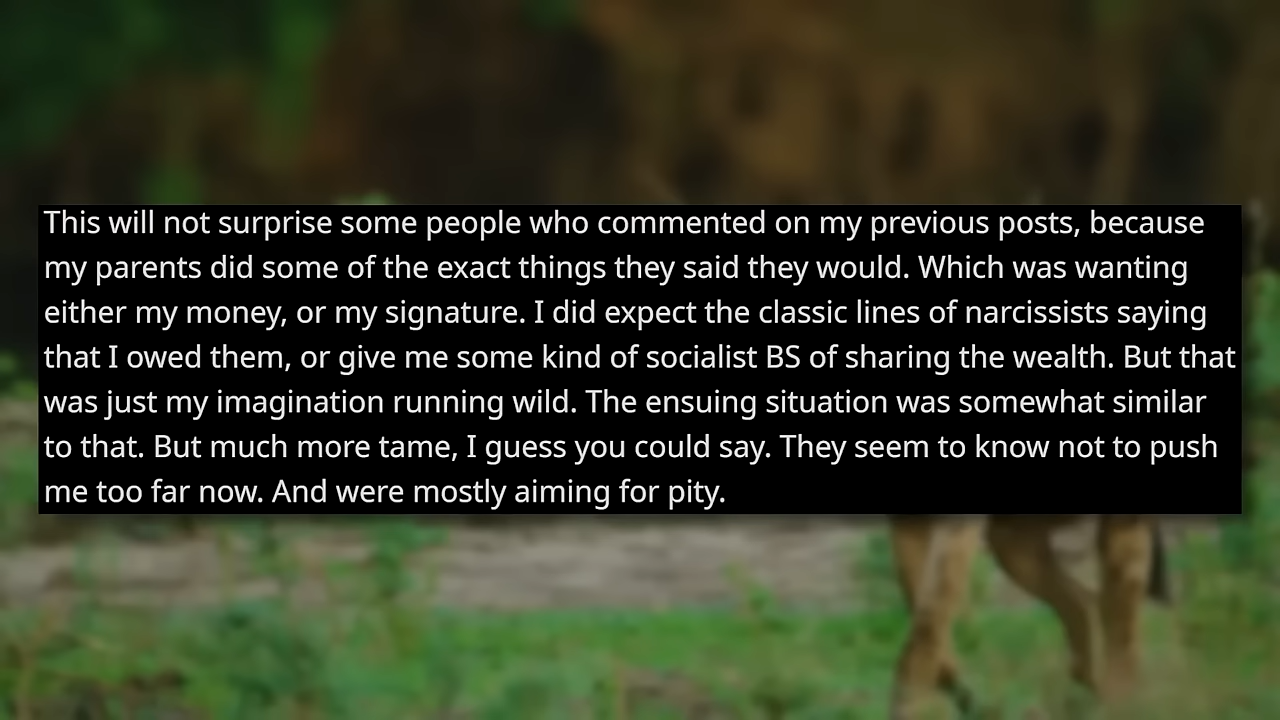 This will not surprise some people who commented on my previous posts, because
my parents did some of the exact things they said they would. Which was wanting
either my money, or my signature. I did expect the classic lines of narcissists saying
that I owed them, or give me some kind of socialist BS of sharing the wealth. But that
was just my imagination running wild. The ensuing situation was somewhat similar
to that. But much more tame, I guess you could say. They seem to know not to push
me too far now. And were mostly aiming for pity.